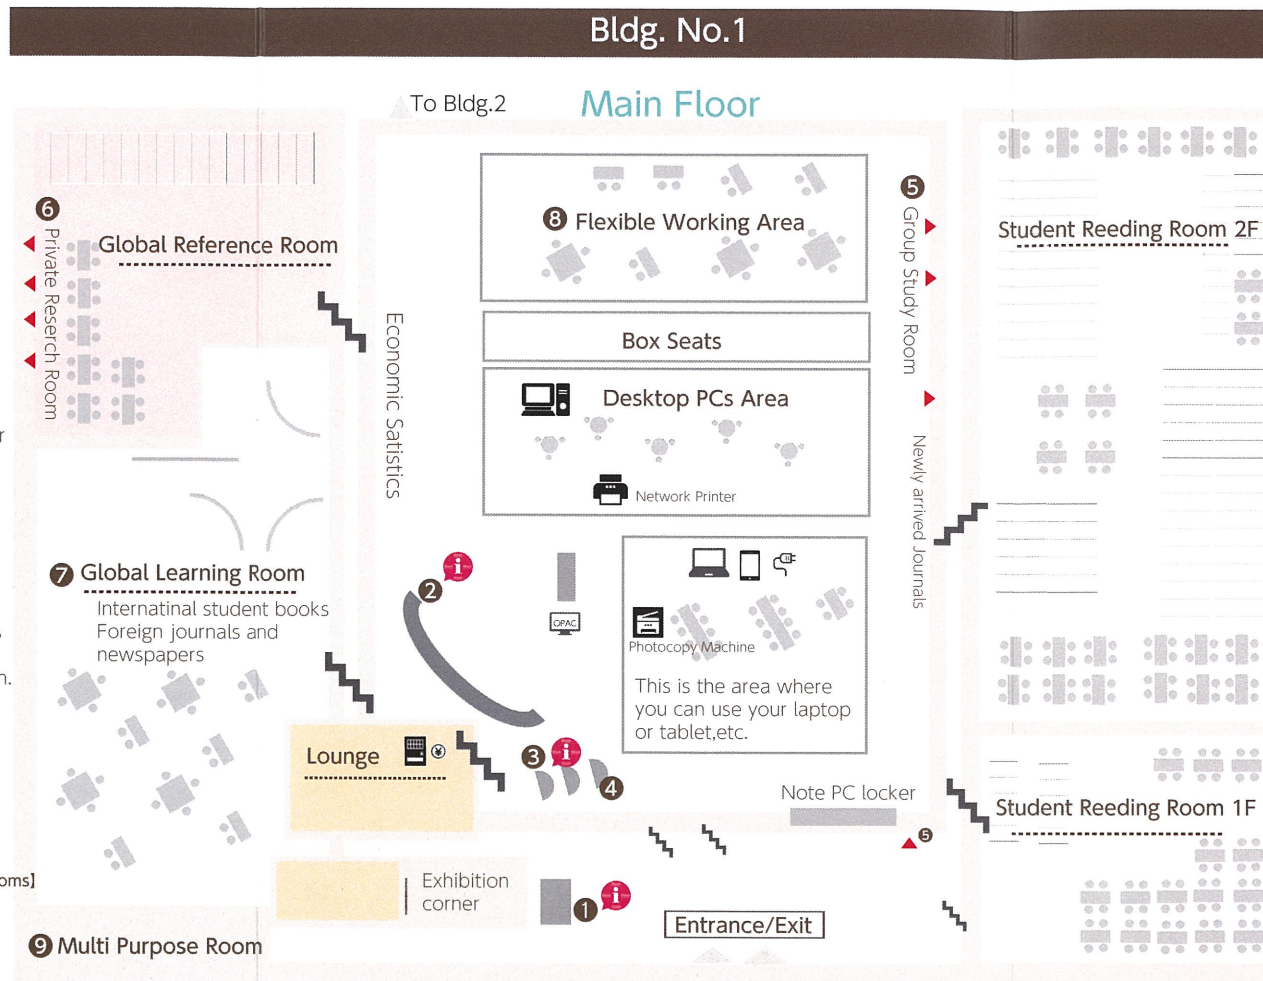 Bldg. No.1
To Bldg.2
Main Floor
6
Private Reserch Room
Global Reference Room
Economic Satistics
8 Flexible Working Area
Box Seats
Desktop PCs Area
Network Printer
5
Group Study Room
Newly arrived Journals
Student Reeding Room 2F
7 Global Learning Room
Internatinal student books
Foreign journals and
newspapers
2
i
OPAC
Photocopy Machine
This is the area where
you can use your laptop
or tablet,etc.
Lounge
¥
3
i
4
Note PC locker
5
Student Reeding Room 1F
Exhibition
corner
1
i
Entrance/Exit
9 Multi Purpose Room
r
n.
oms]